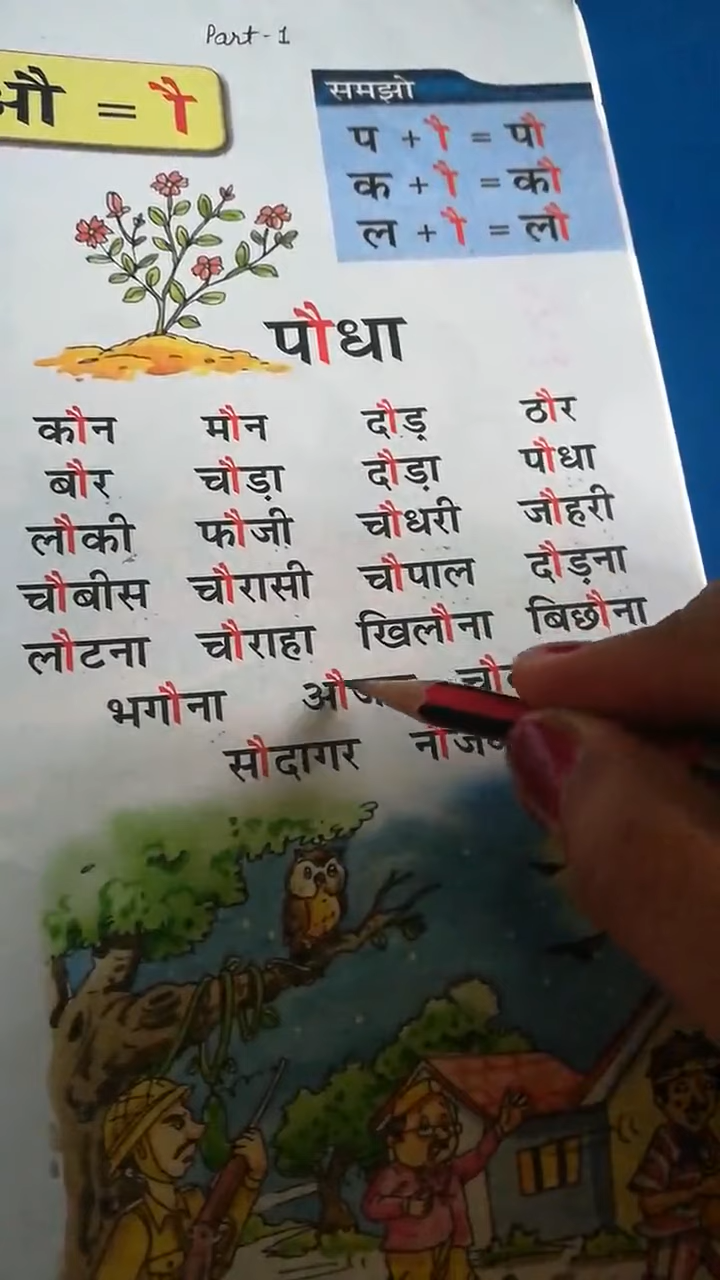 Part-1
औ = ौ
समझो
प + ौ = पौ
क + ौ = कौ
ल + ौ = लौ
पौधा
कौन मौन दौड़ ठौर
बौर चौड़ा दौड़ा पौधा
लौकी फौजी चौधरी जौहरी
चौबीस चौरासी चौपाल दौड़ना
लौटना चौराहा खिलौना बिछौना
भगौना
सौदागर